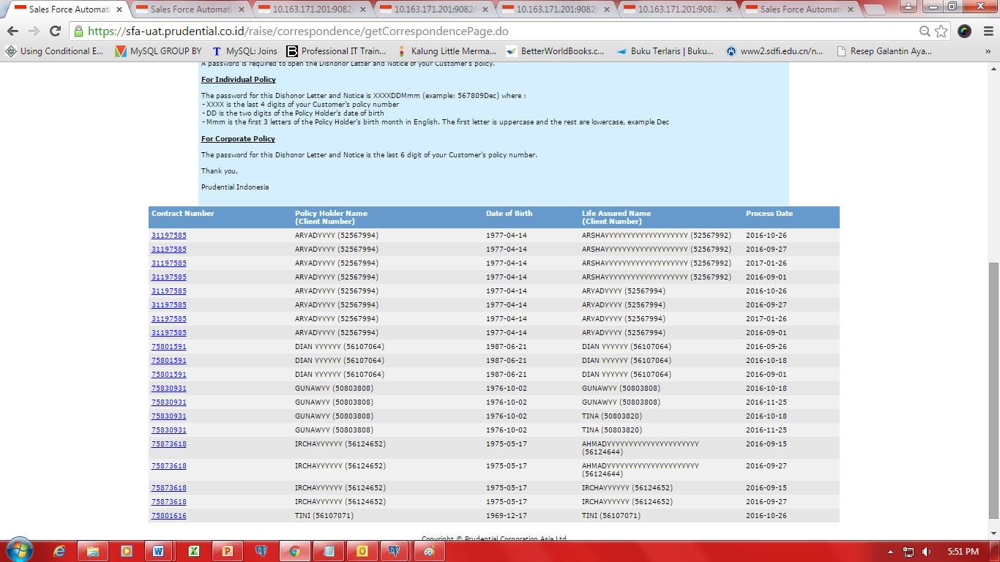 Sales Force Automati
Sales Force Automati
10.163.171.201:9082/
10.163.171.201:9082/
10.163.171.201:9082/
10.163.171.201:9082/
Sales Force Automati
https://sfa-uat.prudential.co.id/raise/correspondence/getCorrespondencePage.do
Using Conditional E... MySQL GROUP BY MySQL: Joins Professional IT Train... Kalung Little Merma... BetterWorldBooks.c... Buku Terlaris | Buku... www2.sdfi.edu.cn/n... Resep Galantin Aya... »
A password is required to open the Dishonor Letter and Notice of your Customer's policy.
For Individual Policy
The password for this Dishonor Letter and Notice is XXXXDDMmm (example: 567809Dec) where :
- XXXX is the last 4 digits of your Customer's policy number
- DD is the two digits of the Policy Holder's date of birth
- Mmm is the first 3 letters of the Policy Holder's birth month in English. The first letter is uppercase and the rest are lowercase, example Dec
For Corporate Policy
The password for this Dishonor Letter and Notice is the last 6 digit of your Customer's policy number.
Thank you,
Prudential Indonesia
Contract Number Policy Holder Name Date of Birth Life Assured Name Process Date
(Client Number) (Client Number)
31197585 ARYADYYYY (52567994) 1977-04-14 ARSHAYYYYYYYYYYYYYYYYYYY (52567992) 2016-10-26
31197585 ARYADYYYY (52567994) 1977-04-14 ARSHAYYYYYYYYYYYYYYYYYYY (52567992) 2016-09-27
31197585 ARYADYYYY (52567994) 1977-04-14 ARSHAYYYYYYYYYYYYYYYYYYY (52567992) 2017-01-26
31197585 ARYADYYYY (52567994) 1977-04-14 ARSHAYYYYYYYYYYYYYYYYYYY (52567992) 2016-09-01
31197585 ARYADYYYY (52567994) 1977-04-14 ARYADYYYY (52567994) 2016-10-26
31197585 ARYADYYYY (52567994) 1977-04-14 ARYADYYYY (52567994) 2016-09-27
31197585 ARYADYYYY (52567994) 1977-04-14 ARYADYYYY (52567994) 2017-01-26
31197585 ARYADYYYY (52567994) 1977-04-14 ARYADYYYY (52567994) 2016-09-01
75801591 DIAN YYYYYY (56107064) 1987-06-21 DIAN YYYYYY (56107064) 2016-09-26
75801591 DIAN YYYYYY (56107064) 1987-06-21 DIAN YYYYYY (56107064) 2016-10-18
75801591 DIAN YYYYYY (56107064) 1987-06-21 DIAN YYYYYY (56107064) 2016-09-01
75830931 GUNAWYY (50803808) 1976-10-02 GUNAWYY (50803808) 2016-10-18
75830931 GUNAWYY (50803808) 1976-10-02 GUNAWYY (50803808) 2016-11-25
75830931 GUNAWYY (50803808) 1976-10-02 TINA (50803820) 2016-10-18
75830931 GUNAWYY (50803808) 1976-10-02 TINA (50803820) 2016-11-25
75873618 IRCHAYYYYYY (56124652) 1975-05-17 AHMADYYYYYYYYYYYYYYYYYYYYY 2016-09-15
(56124644)
75873618 IRCHAYYYYYY (56124652) 1975-05-17 AHMADYYYYYYYYYYYYYYYYYYYYY 2016-09-27
(56124644)
75873618 IRCHAYYYYYY (56124652) 1975-05-17 IRCHAYYYYYY (56124652) 2016-09-15
75873618 IRCHAYYYYYY (56124652) 1975-05-17 IRCHAYYYYYY (56124652) 2016-09-27
75801616 TINI (56107071) 1969-12-17 TINI (56107071) 2016-10-26
Copyright © Prudential Corporation Asia Ltd
5:51 PM